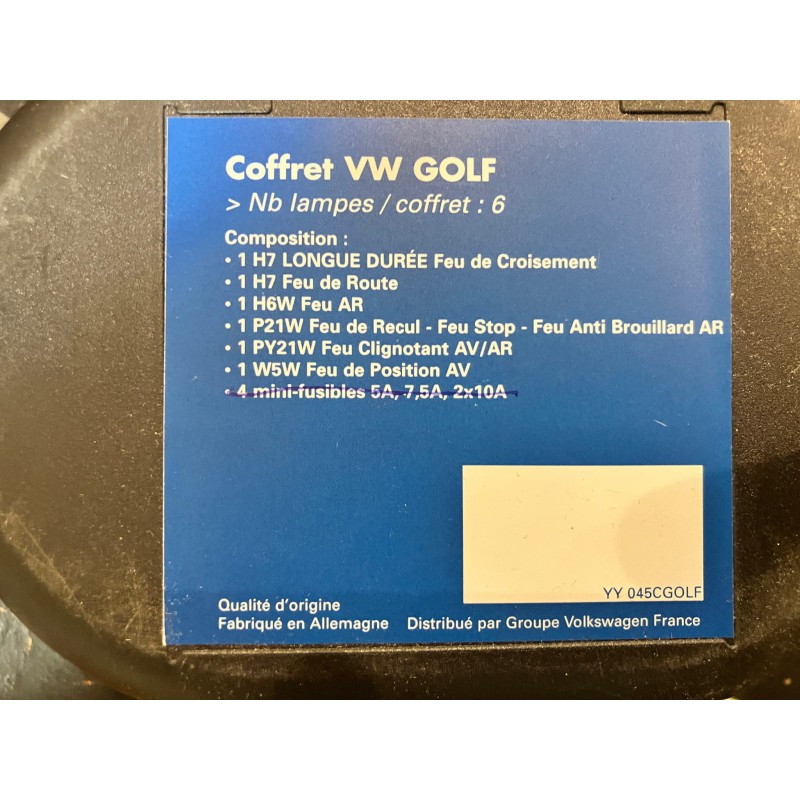 Coffret VW GOLF
> Nb lampes / coffret : 6
Composition :
• 1 H7 LONGUE DURÉE Feu de Croisement
• 1 H7 Feu de Route
• 1 H6W Feu AR
• 1 P21W Feu de Recul - Feu Stop - Feu Anti Brouillard AR
• 1 PY21W Feu Clignotant AV/AR
• 1 W5W Feu de Position AV
• 4 mini-fusibles 5A, 7,5A, 2x10A
YY 045CGOLF
Qualité d'origine
Fabriqué en Allemagne Distribué par Groupe Volkswagen France